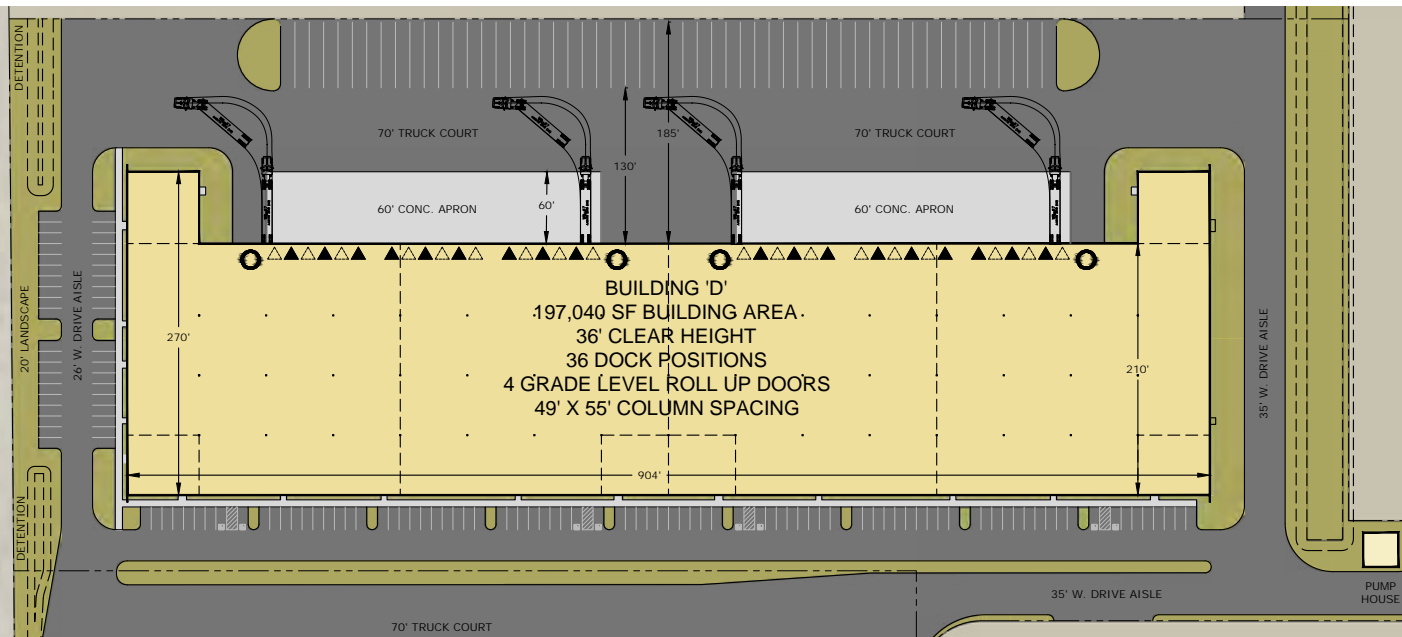 DETENTION
70' TRUCK COURT
185'
70' TRUCK COURT
130'
60' CONC. APRON
60'
60' CONC. APRON
BUILDING 'D'
197,040 SF BUILDING AREA
36' CLEAR HEIGHT
36 DOCK POSITIONS
4 GRADE LEVEL ROLL UP DOORS
49' X 55' COLUMN SPACING
20' LANDSCAPE
26' W. DRIVE AISLE
270'
210'
35' W. DRIVE AISLE
904'
DETENTION
35' W. DRIVE AISLE
PUMP
HOUSE
70' TRUCK COURT